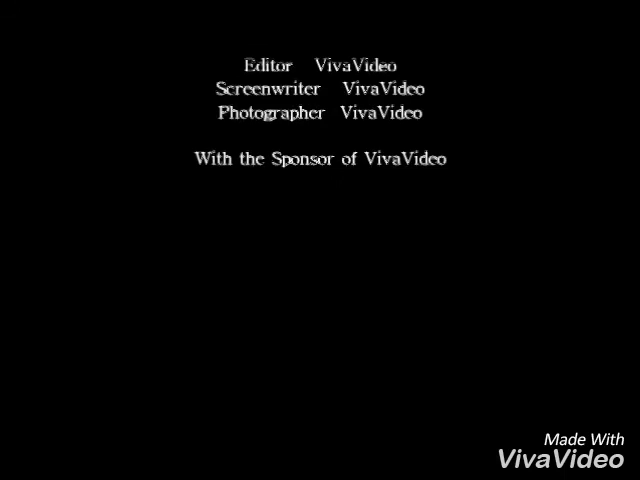 Editor VivaVideo
Screenwriter VivaVideo
Photographer VivaVideo
With the Sponsor of VivaVideo
Made With
VivaVideo